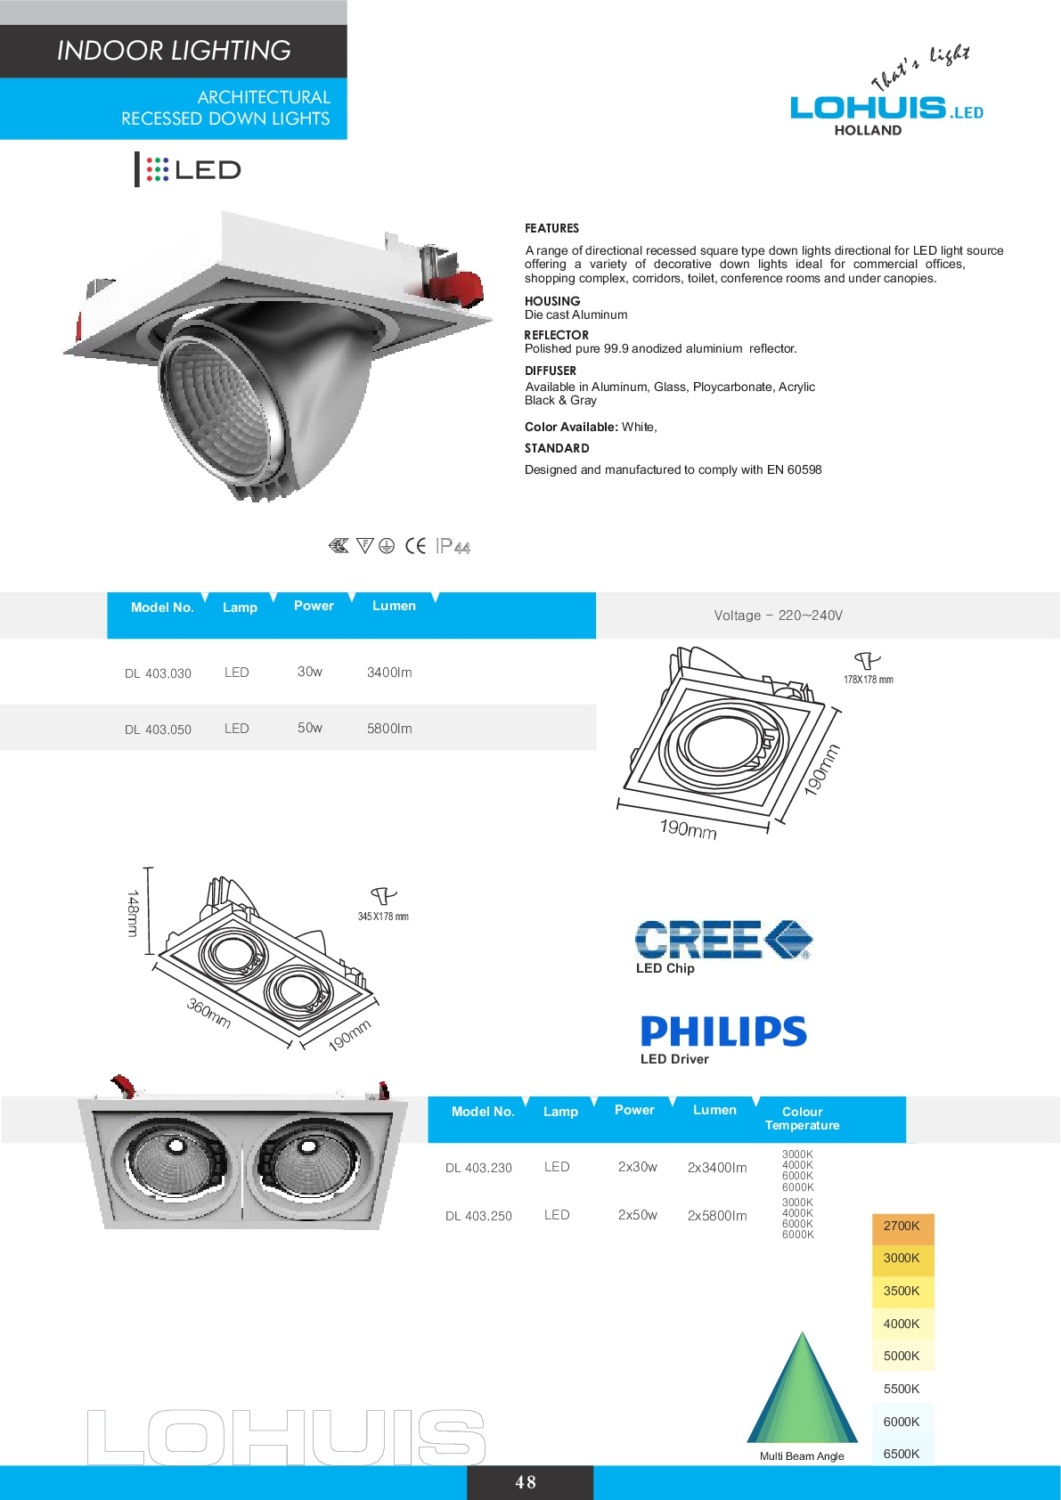 INDOOR LIGHTING
ARCHITECTURAL
RECESSED DOWN LIGHTS
That's light
LOHUIS.LED
HOLLAND
LED
FEATURES
A range of directional recessed square type down lights directional for LED light source
offering a variety of decorative down lights ideal for commercial offices,
shopping complex, corridors, toilet, conference rooms and under canopies.
HOUSING
Die cast Aluminum
REFLECTOR
Polished pure 99.9 anodized aluminium reflector.
DIFFUSER
Available in Aluminum, Glass, Ploycarbonate, Acrylic
Black & Gray
Color Available: White,
STANDARD
Designed and manufactured to comply with EN 60598
F CE IP44
Model No. Lamp Power Lumen
Voltage - 220~240V
DL 403.030 LED 30w 3400lm
DL 403.050 LED 50w 5800lm
178X178 mm
190mm
190mm
148mm
345X178 mm
360mm
190mm
CREE
LED Chip
PHILIPS
LED Driver
Model No. Lamp Power Lumen Colour
Temperature
DL 403.230 LED 2x30w 2x3400lm 3000K
4000K
6000K
6000K
DL 403.250 LED 2x50w 2x5800lm 3000K
4000K
6000K
6000K
2700K
3000K
3500K
4000K
5000K
5500K
6000K
6500K
Multi Beam Angle
LOHUIS
48